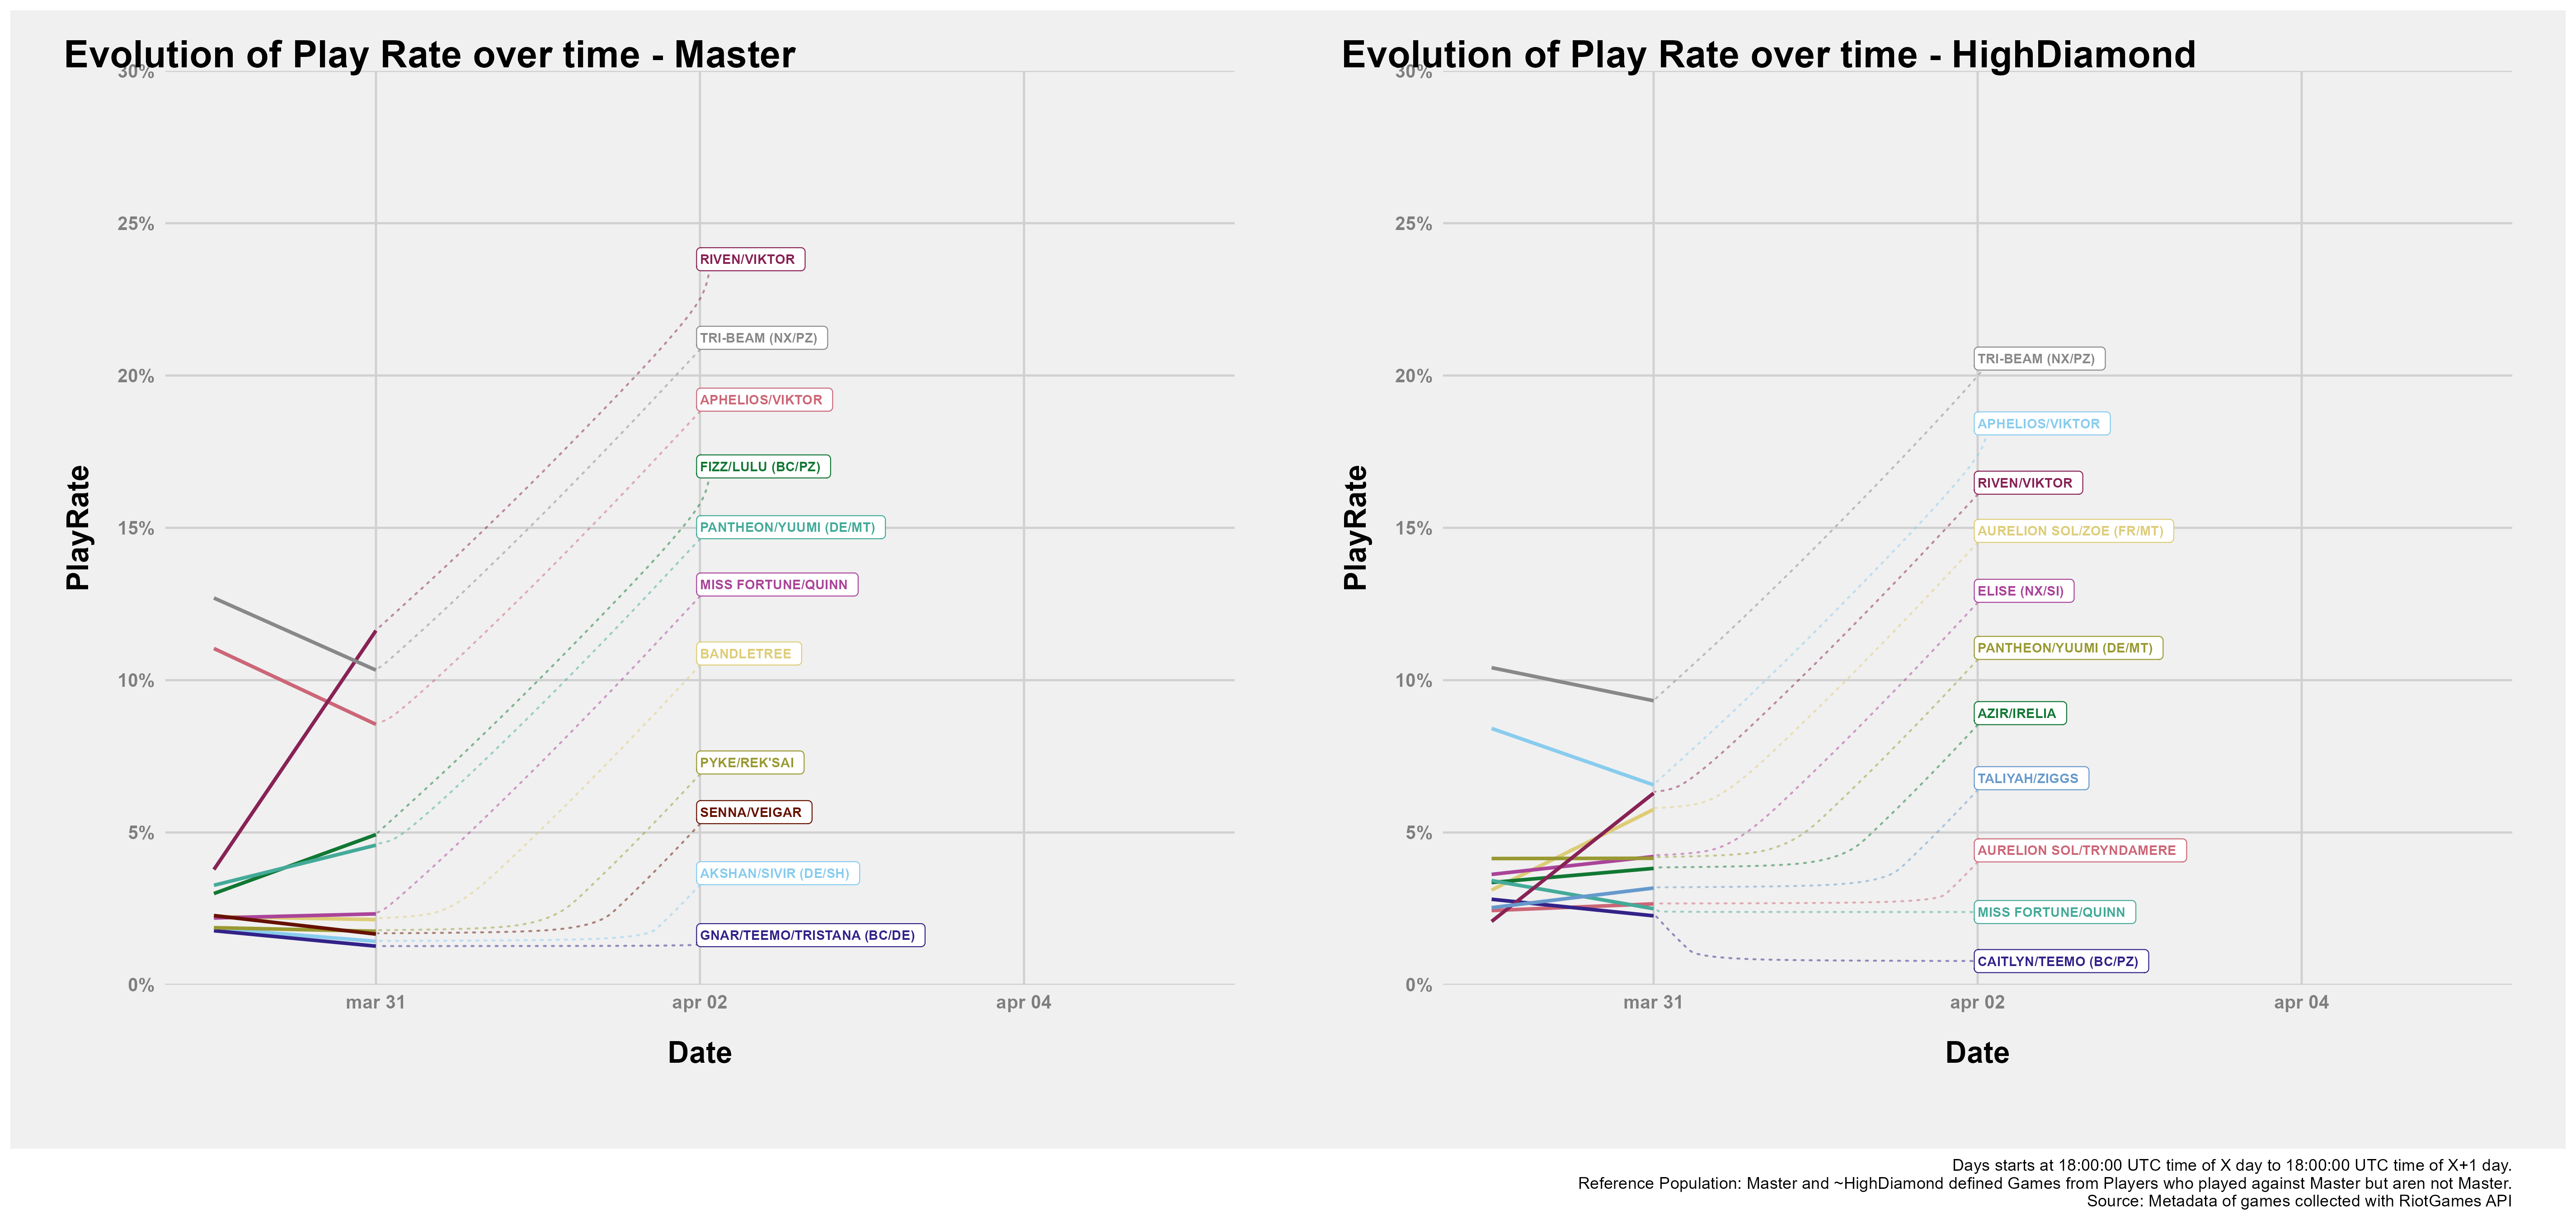 Evolution of Play Rate over time - Master
30%
25%
20%
15%
10%
5%
0%
PlayRate
RIVEN/VIKTOR
TRI-BEAM (NX/PZ)
APHELIOS/VIKTOR
FIZZ/LULU (BC/PZ)
PANTHEON/YUUMI (DE/MT)
MISS FORTUNE/QUINN
BANDLETREE
PYKE/REK'SAI
SENNA/VEIGAR
AKSHAN/SIVIR (DE/SH)
GNAR/TEEMO/TRISTANA (BC/DE)
mar 31
apr 02
apr 04
Date
Evolution of Play Rate over time - HighDiamond
30%
25%
20%
15%
10%
5%
0%
PlayRate
TRI-BEAM (NX/PZ)
APHELIOS/VIKTOR
RIVEN/VIKTOR
AURELION SOL/ZOE (FR/MT)
ELISE (NX/SI)
PANTHEON/YUUMI (DE/MT)
AZIR/IRELIA
TALIYAH/ZIGGS
AURELION SOL/TRYNDAMERE
MISS FORTUNE/QUINN
CAITLYN/TEEMO (BC/PZ)
mar 31
apr 02
apr 04
Date
Days starts at 18:00:00 UTC time of X day to 18:00:00 UTC time of X+1 day.
Reference Population: Master and ~HighDiamond defined Games from Players who played against Master but aren not Master.
Source: Metadata of games collected with RiotGames API